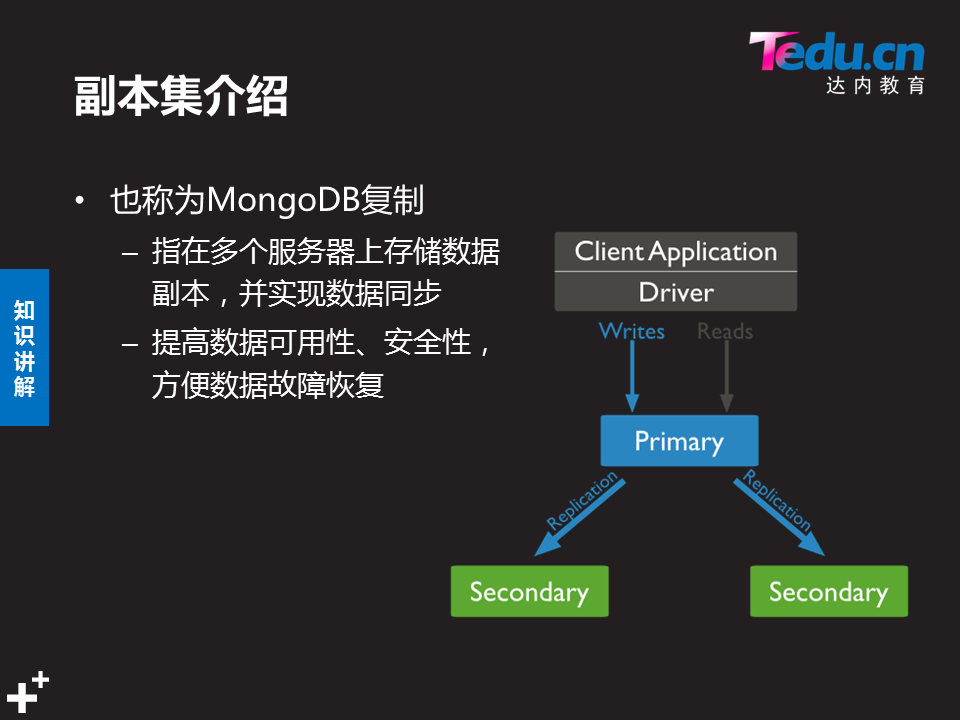 Tedu.cn
达内教育
副本集介绍
• 也称为MongoDB复制
– 指在多个服务器上存储数据
副本，并实现数据同步
– 提高数据可用性、安全性，
方便数据故障恢复
知
识
讲
解
Client Application
Driver
Writes
Reads
Primary
Replication
Replication
Secondary
Secondary